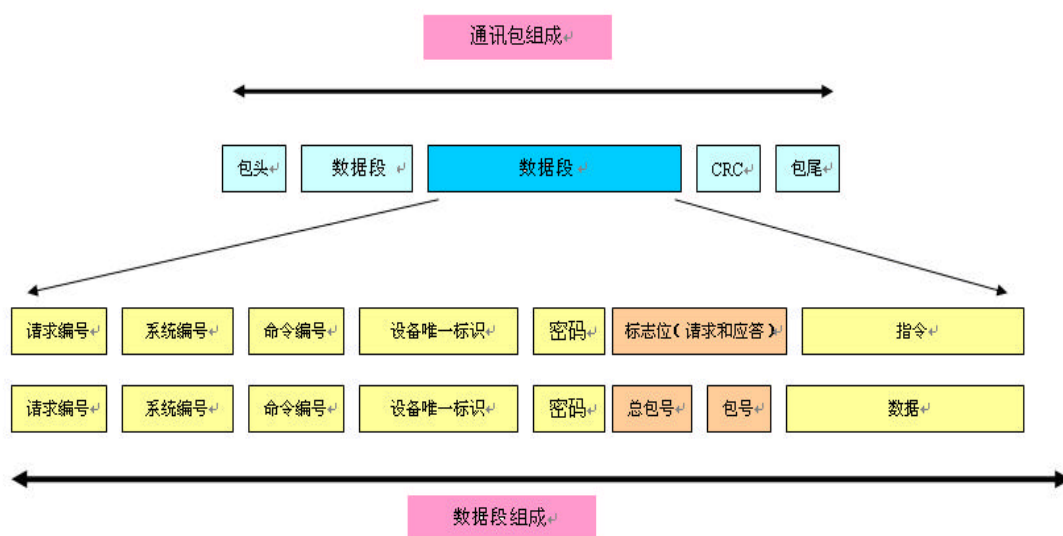 通讯包组成
包头 数据段 数据段 CRC 包尾
请求编号 系统编号 命令编号 设备唯一标识 密码 标志位(请求和应答) 指令
请求编号 系统编号 命令编号 设备唯一标识 密码 总包号 包号 数据
数据段组成